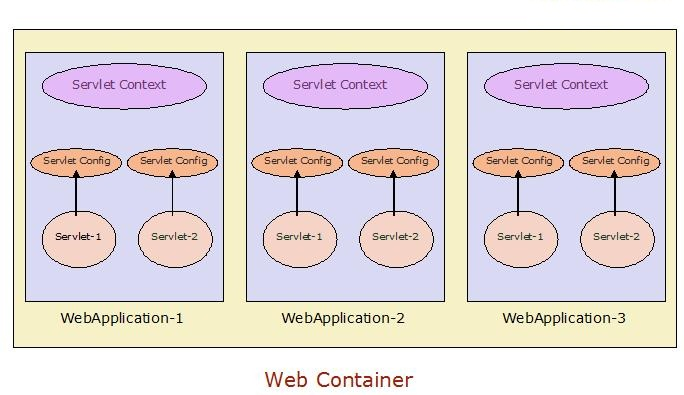 Servlet Context Servlet Context Servlet Context
Servlet Config Servlet Config Servlet Config Servlet Config Servlet Config Servlet Config
Servlet-1 Servlet-2 Servlet-1 Servlet-2 Servlet-1 Servlet-2
WebApplication-1 WebApplication-2 WebApplication-3
Web Container